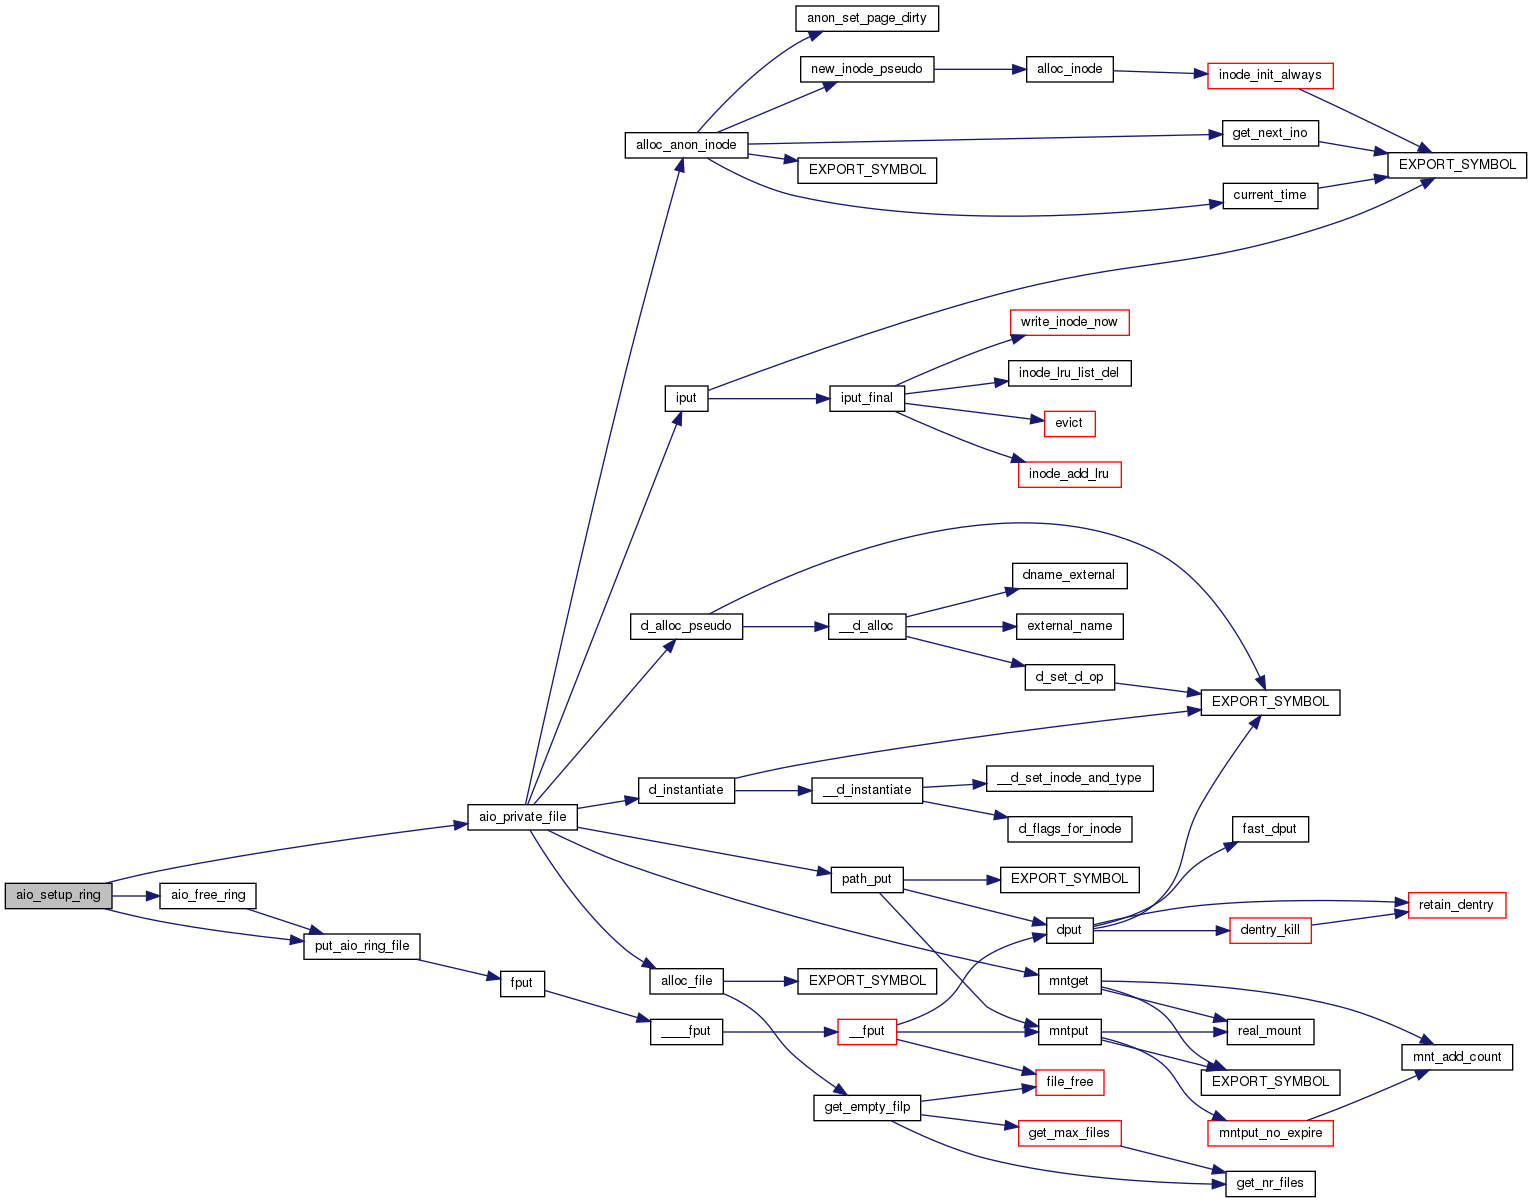 anon_set_page_dirty
new_inode_pseudo
alloc_inode
inode_init_always
alloc_anon_inode
get_next_ino
EXPORT_SYMBOL
EXPORT_SYMBOL
current_time
write_inode_now
inode_lru_list_del
iput
iput_final
evict
inode_add_lru
dname_external
d_alloc_pseudo
__d_alloc
external_name
d_set_d_op
EXPORT_SYMBOL
d_instantiate
__d_instantiate
__d_set_inode_and_type
d_flags_for_inode
aio_private_file
fast_dput
path_put
EXPORT_SYMBOL
aio_setup_ring
aio_free_ring
retain_dentry
dput
dentry_kill
put_aio_ring_file
fput
alloc_file
EXPORT_SYMBOL
mntget
____fput
__fput
mntput
real_mount
mnt_add_count
file_free
EXPORT_SYMBOL
get_empty_filp
get_max_files
mntput_no_expire
get_nr_files